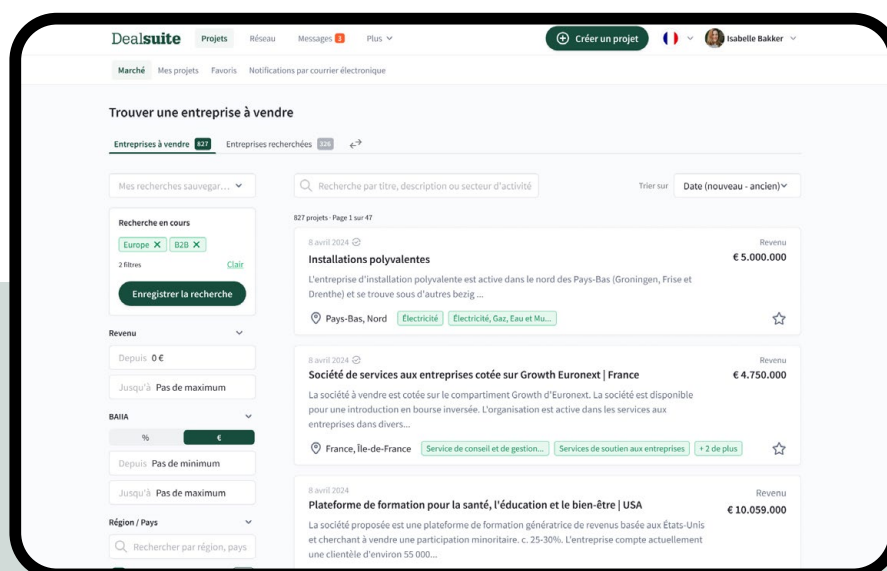 Dealsuite Projets Réseau Messages 3 Plus Créer un projet Isabelle Bakker
Marché Mes projets Favoris Notifications par courrier électronique
Trouver une entreprise à vendre
Entreprises à vendre 827 Entreprises recherchées 326
Mes recherches sauvegar... Recherche par titre, description ou secteur d'activité Trier sur Date (nouveau - ancien)
Recherche en cours
Europe X B2B X
2 filtres Clair
Enregistrer la recherche
Revenu
Depuis 0 €
Jusqu'à Pas de maximum
BAIIA
% €
Depuis Pas de minimum
Jusqu'à Pas de maximum
Région / Pays
Rechercher par région, pays
827 projets · Page 1 sur 47
8 avril 2024 Revenu
Installations polyvalentes € 5.000.000
L'entreprise d'installation polyvalente est active dans le nord des Pays-Bas (Groningen, Frise et
Drenthe) et se trouve sous d'autres bezig ...
Pays-Bas, Nord Électricité Électricité, Gaz, Eau et Mu...
8 avril 2024 Revenu
Société de services aux entreprises cotée sur Growth Euronext | France € 4.750.000
La société à vendre est cotée sur le compartiment Growth d'Euronext. La société est disponible
pour une introduction en bourse inversée. L'organisation est active dans les services aux
entreprises dans divers...
France, Île-de-France Service de conseil et de gestion... Services de soutien aux entreprises + 2 de plus
8 avril 2024 Revenu
Plateforme de formation pour la santé, l'éducation et le bien-être | USA € 10.059.000
La société proposée est une plateforme de formation génératrice de revenus basée aux États-Unis
et cherchant à vendre une participation minoritaire. c. 25-30%. L'entreprise compte actuellement
une clientèle d'environ 55 000...